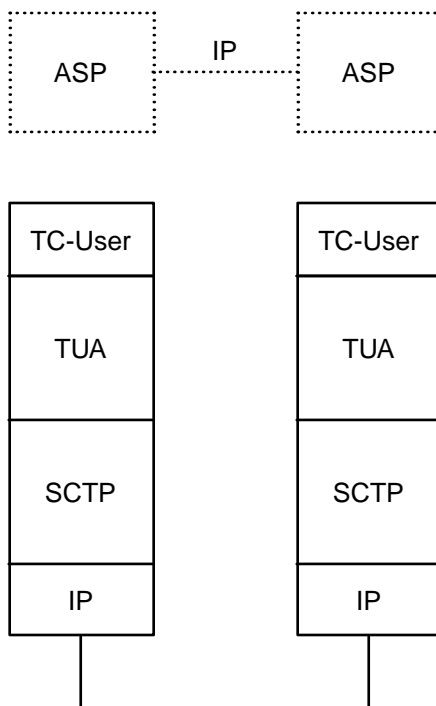 IP
ASP ASP
TC-User TC-User
TUA TUA
SCTP SCTP
IP IP